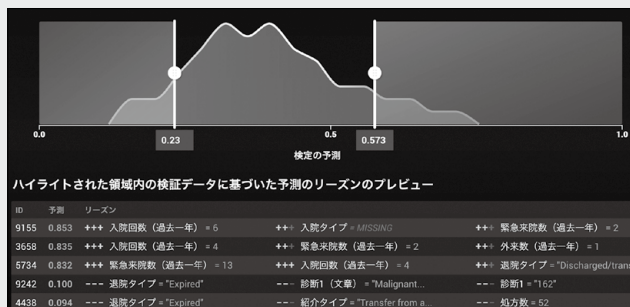 0.0 0.5 1.0
0.23 0.573
検定の予測
ハイライトされた領域内の検証データに基づいた予測のリーズンのプレビュー
ID 予測 リーズン
9155 0.853 +++ 入院回数（過去一年） = 6 +++ 入院タイプ = MISSING +++ 緊急来院数（過去一年） = 2
3658 0.835 +++ 入院回数（過去一年） = 4 +++ 緊急来院数（過去一年） = 2 +++ 外来数（過去一年） = 1
5734 0.832 +++ 緊急来院数（過去一年） = 13 +++ 入院回数（過去一年） = 4 +++ 退院タイプ = "Discharged/tran
9242 0.100 --- 退院タイプ = "Expired" --- 診断1（文章） = "Malignant... --- 診断1 = "162"
4438 0.094 --- 退院タイプ = "Expired" --- 紹介タイプ = "Transfer from a... --- 処方数 = 52